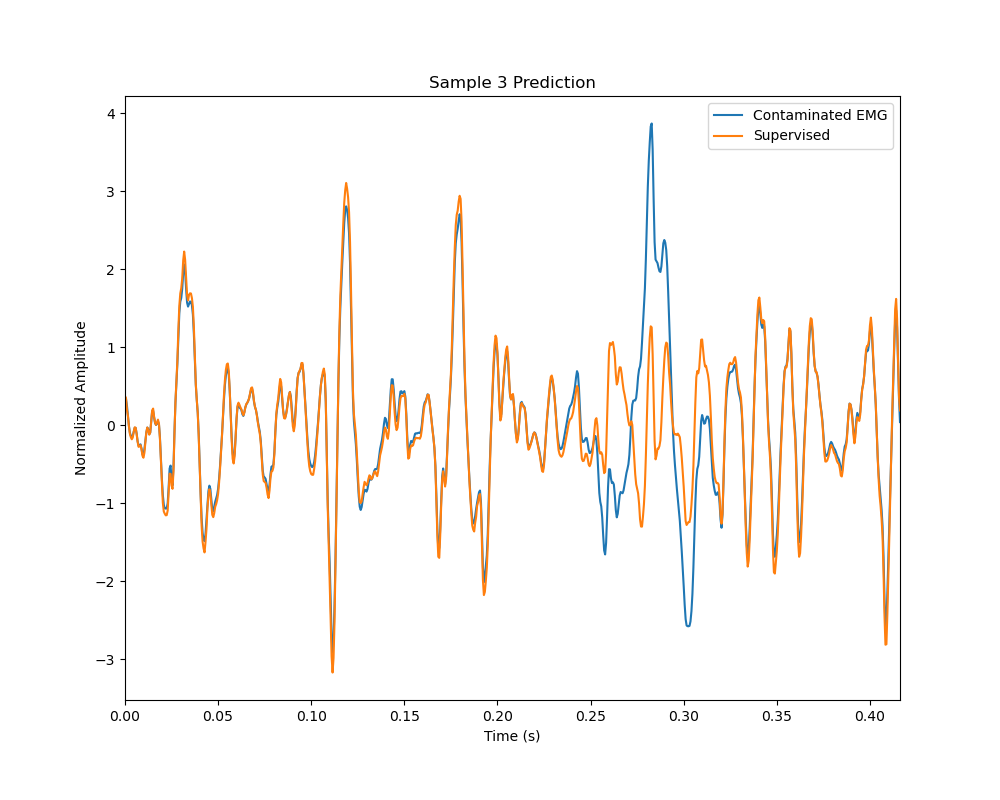 Sample 3 Prediction
Contaminated EMG
Supervised
Normalized Amplitude
4
3
2
1
0
−1
−2
−3
0.00 0.05 0.10 0.15 0.20 0.25 0.30 0.35 0.40
Time (s)